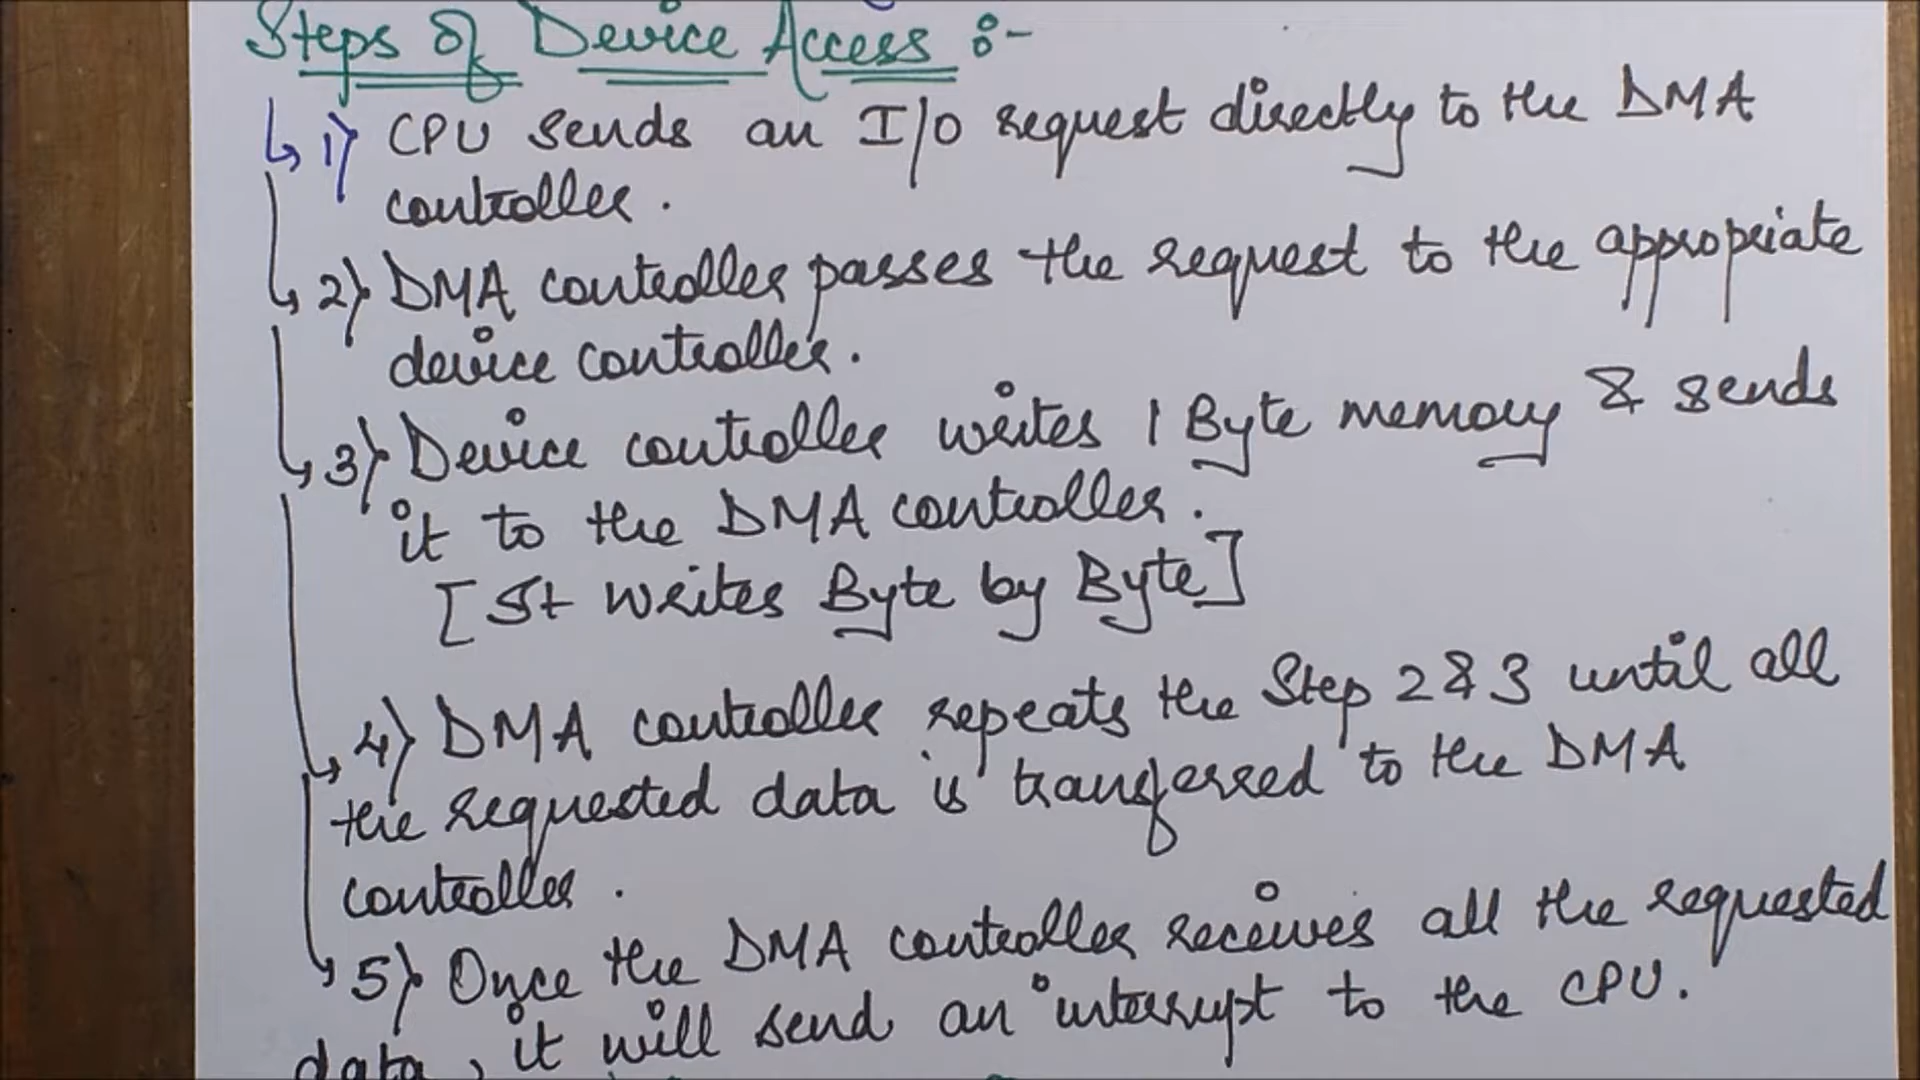 Steps of Device Access :-
1) CPU sends an I/O request directly to the DMA
controller.
2) DMA controller passes the request to the appropriate
device controller.
3) Device controller writes 1 Byte memory & sends
it to the DMA controller.
[It writes Byte by Byte]
4) DMA controller repeats the Step 2 & 3 until all
the requested data is transferred to the DMA
controller.
5) Once the DMA controller receives all the requested
data, it will send an interrupt to the CPU.